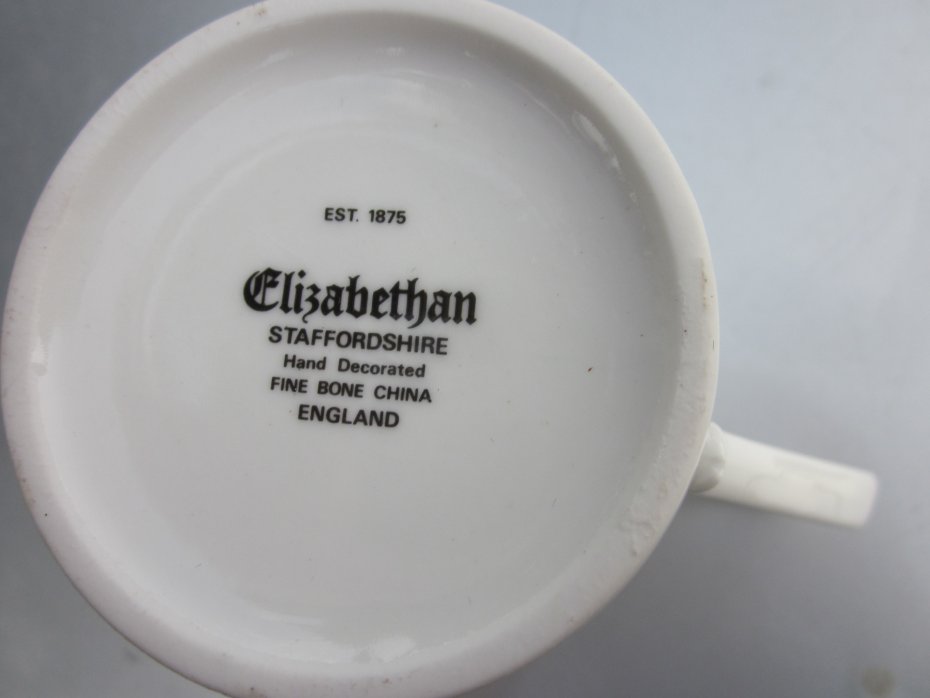 EST. 1875
Elizabethan
STAFFORDSHIRE
Hand Decorated
FINE BONE CHINA
ENGLAND